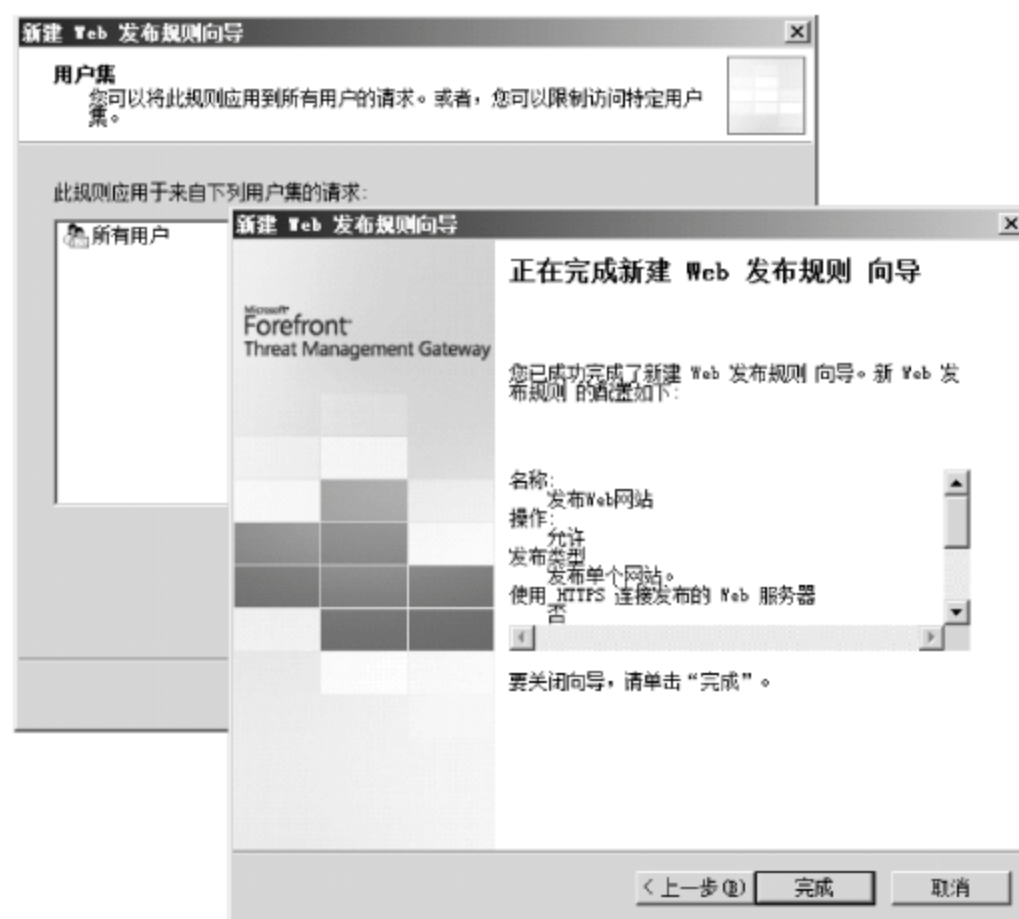 新建 Web 发布规则向导
用户集
您可以将此规则应用到所有用户的请求。或者，您可以限制访问特定用户
集。
此规则应用于来自下列用户集的请求:
所有用户
新建 Web 发布规则向导
Microsoft
Forefront
Threat Management Gateway
正在完成新建 Web 发布规则 向导
您已成功完成了新建 Web 发布规则 向导。新 Web 发
布规则 的配置如下:
名称:
发布Web网站
操作:
允许
发布类型
发布单个网站。
使用 HTTPS 连接发布的 Web 服务器
否
要关闭向导，请单击“完成”。
<上一步(B)
完成
取消